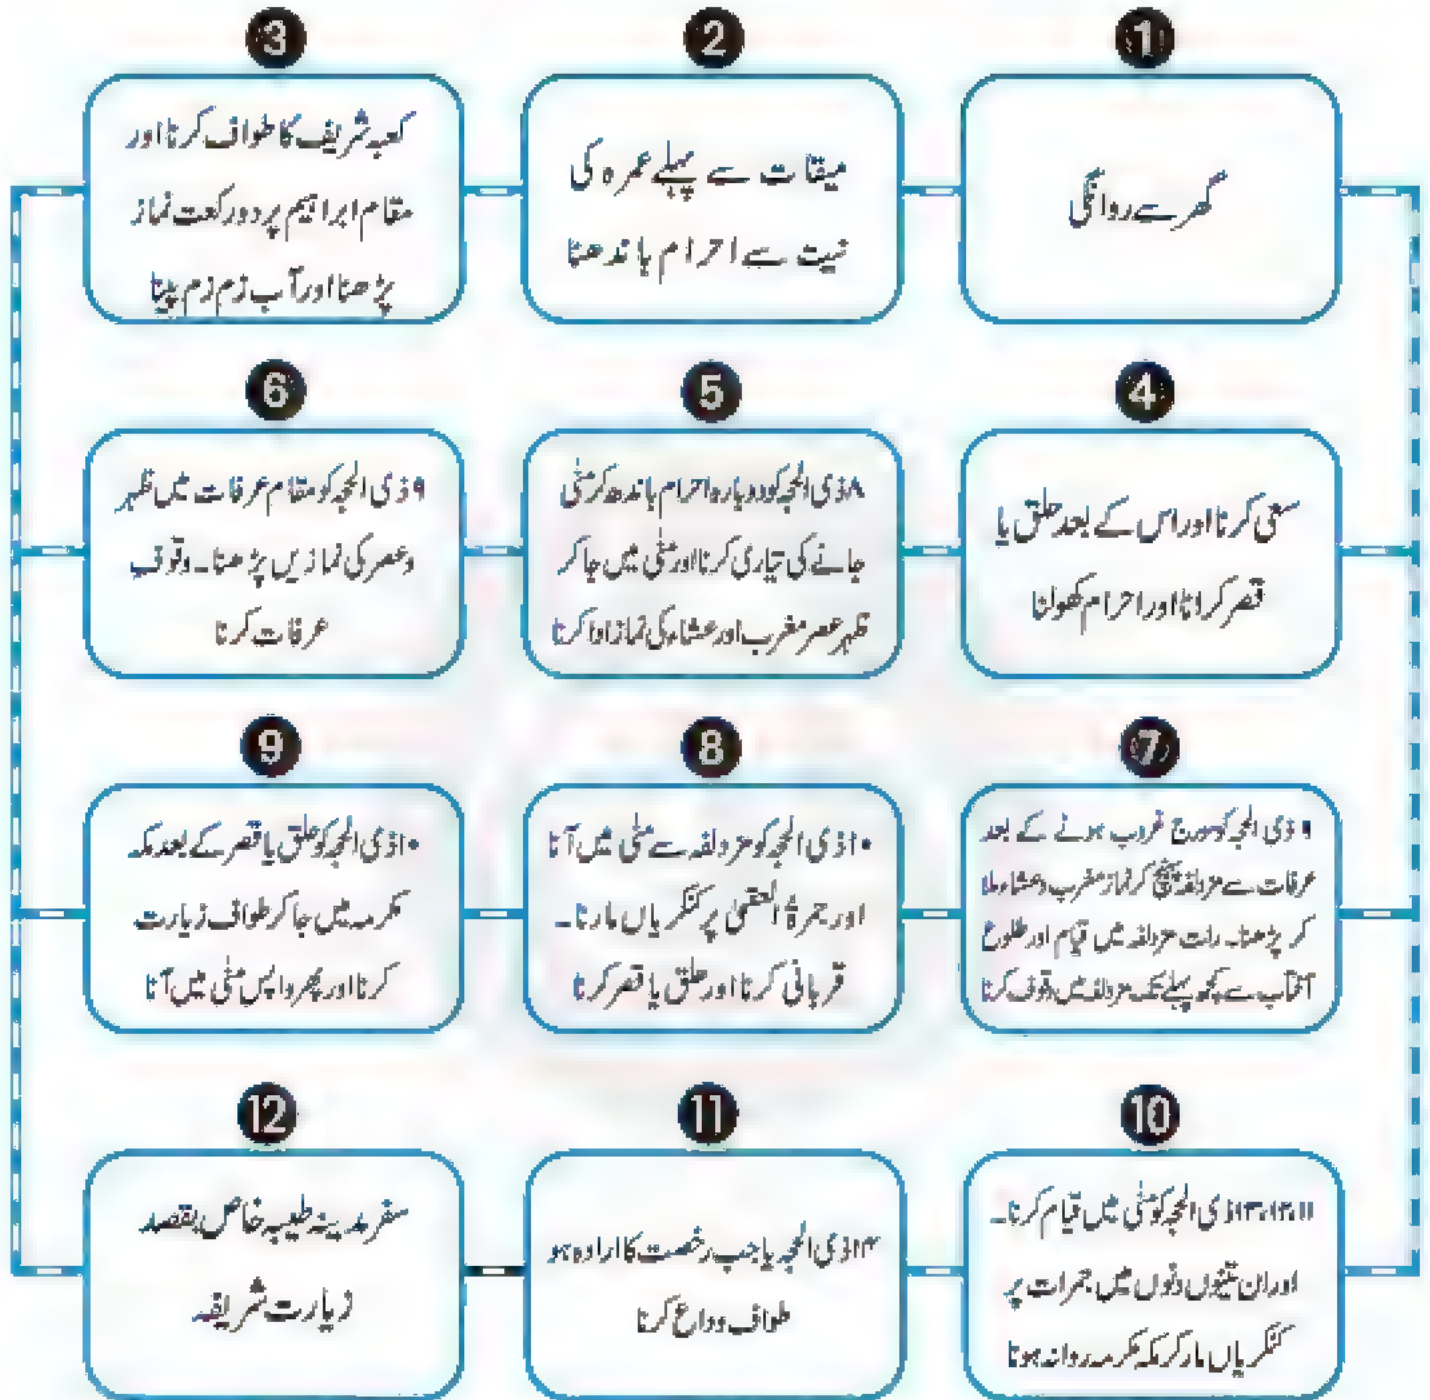 1
گھر سے روانگی
2
میقات سے پہلے عمرہ کی
نیت سے احرام باندھنا
3
کعبہ شریف کا طواف کرنا اور
مقام ابراہیم پر دو رکعت نماز
پڑھنا اور آب زم زم پینا
4
سعی کرنا اور اس کے بعد حلق یا
قصر کرانا اور احرام کھولنا
5
۸ ذی الحجہ کو دوبارہ احرام باندھ کر منٰی
جانے کی تیاری کرنا اور منٰی میں جا کر
ظہر عصر مغرب اور عشاء کی نماز ادا کرنا
6
۹ ذی الحجہ کو مقام عرفات میں ظہر
وعصر کی نمازیں پڑھنا۔ وقوف
عرفات کرنا
7
۹ ذی الحجہ کو سورج غروب ہونے کے بعد
عرفات سے مزدلفہ پہنچ کر نماز مغرب وعشاء ملا
کر پڑھنا۔ رات مزدلفہ میں قیام اور طلوع
آفتاب سے کچھ پہلے تک مزدلفہ میں وقوف کرنا
8
۱۰ ذی الحجہ کو مزدلفہ سے منٰی میں آنا
اور جمرۃ العقبیٰ پر کنکریاں مارنا۔
قربانی کرنا اور حلق یا قصر کرنا
9
۱۰ ذی الحجہ کو حلق یا قصر کے بعد مکہ
مکرمہ میں جا کر طواف زیارت
کرنا اور پھر واپس منٰی میں آنا
10
۱۱،۱۲،۱۳ ذی الحجہ کو منٰی میں قیام کرنا۔
اور ان تینوں دنوں میں جمرات پر
کنکریاں مار کر مکہ مکرمہ روانہ ہونا
11
۱۴ ذی الحجہ یا جب رخصت کا ارادہ ہو
طواف وداع کرنا
12
سفر مدینہ طیبہ خاص بقصد
زیارت شریفہ